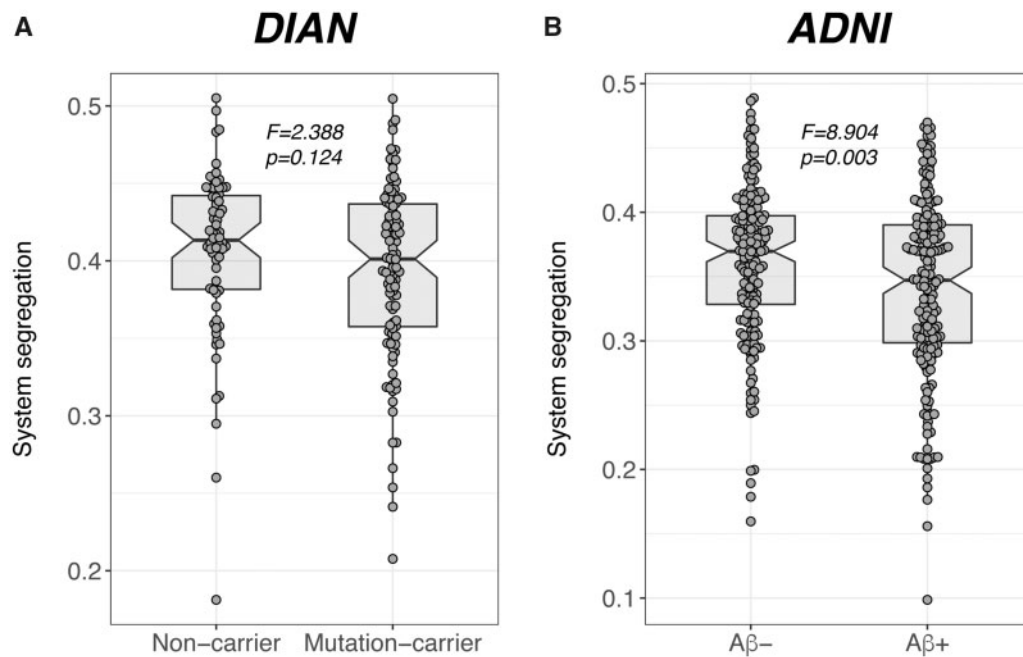 A
DIAN
F=2.388
p=0.124
System segregation
0.5
0.4
0.3
0.2
Non−carrier
Mutation−carrier
B
ADNI
F=8.904
p=0.003
System segregation
0.5
0.4
0.3
0.2
0.1
Aβ−
Aβ+